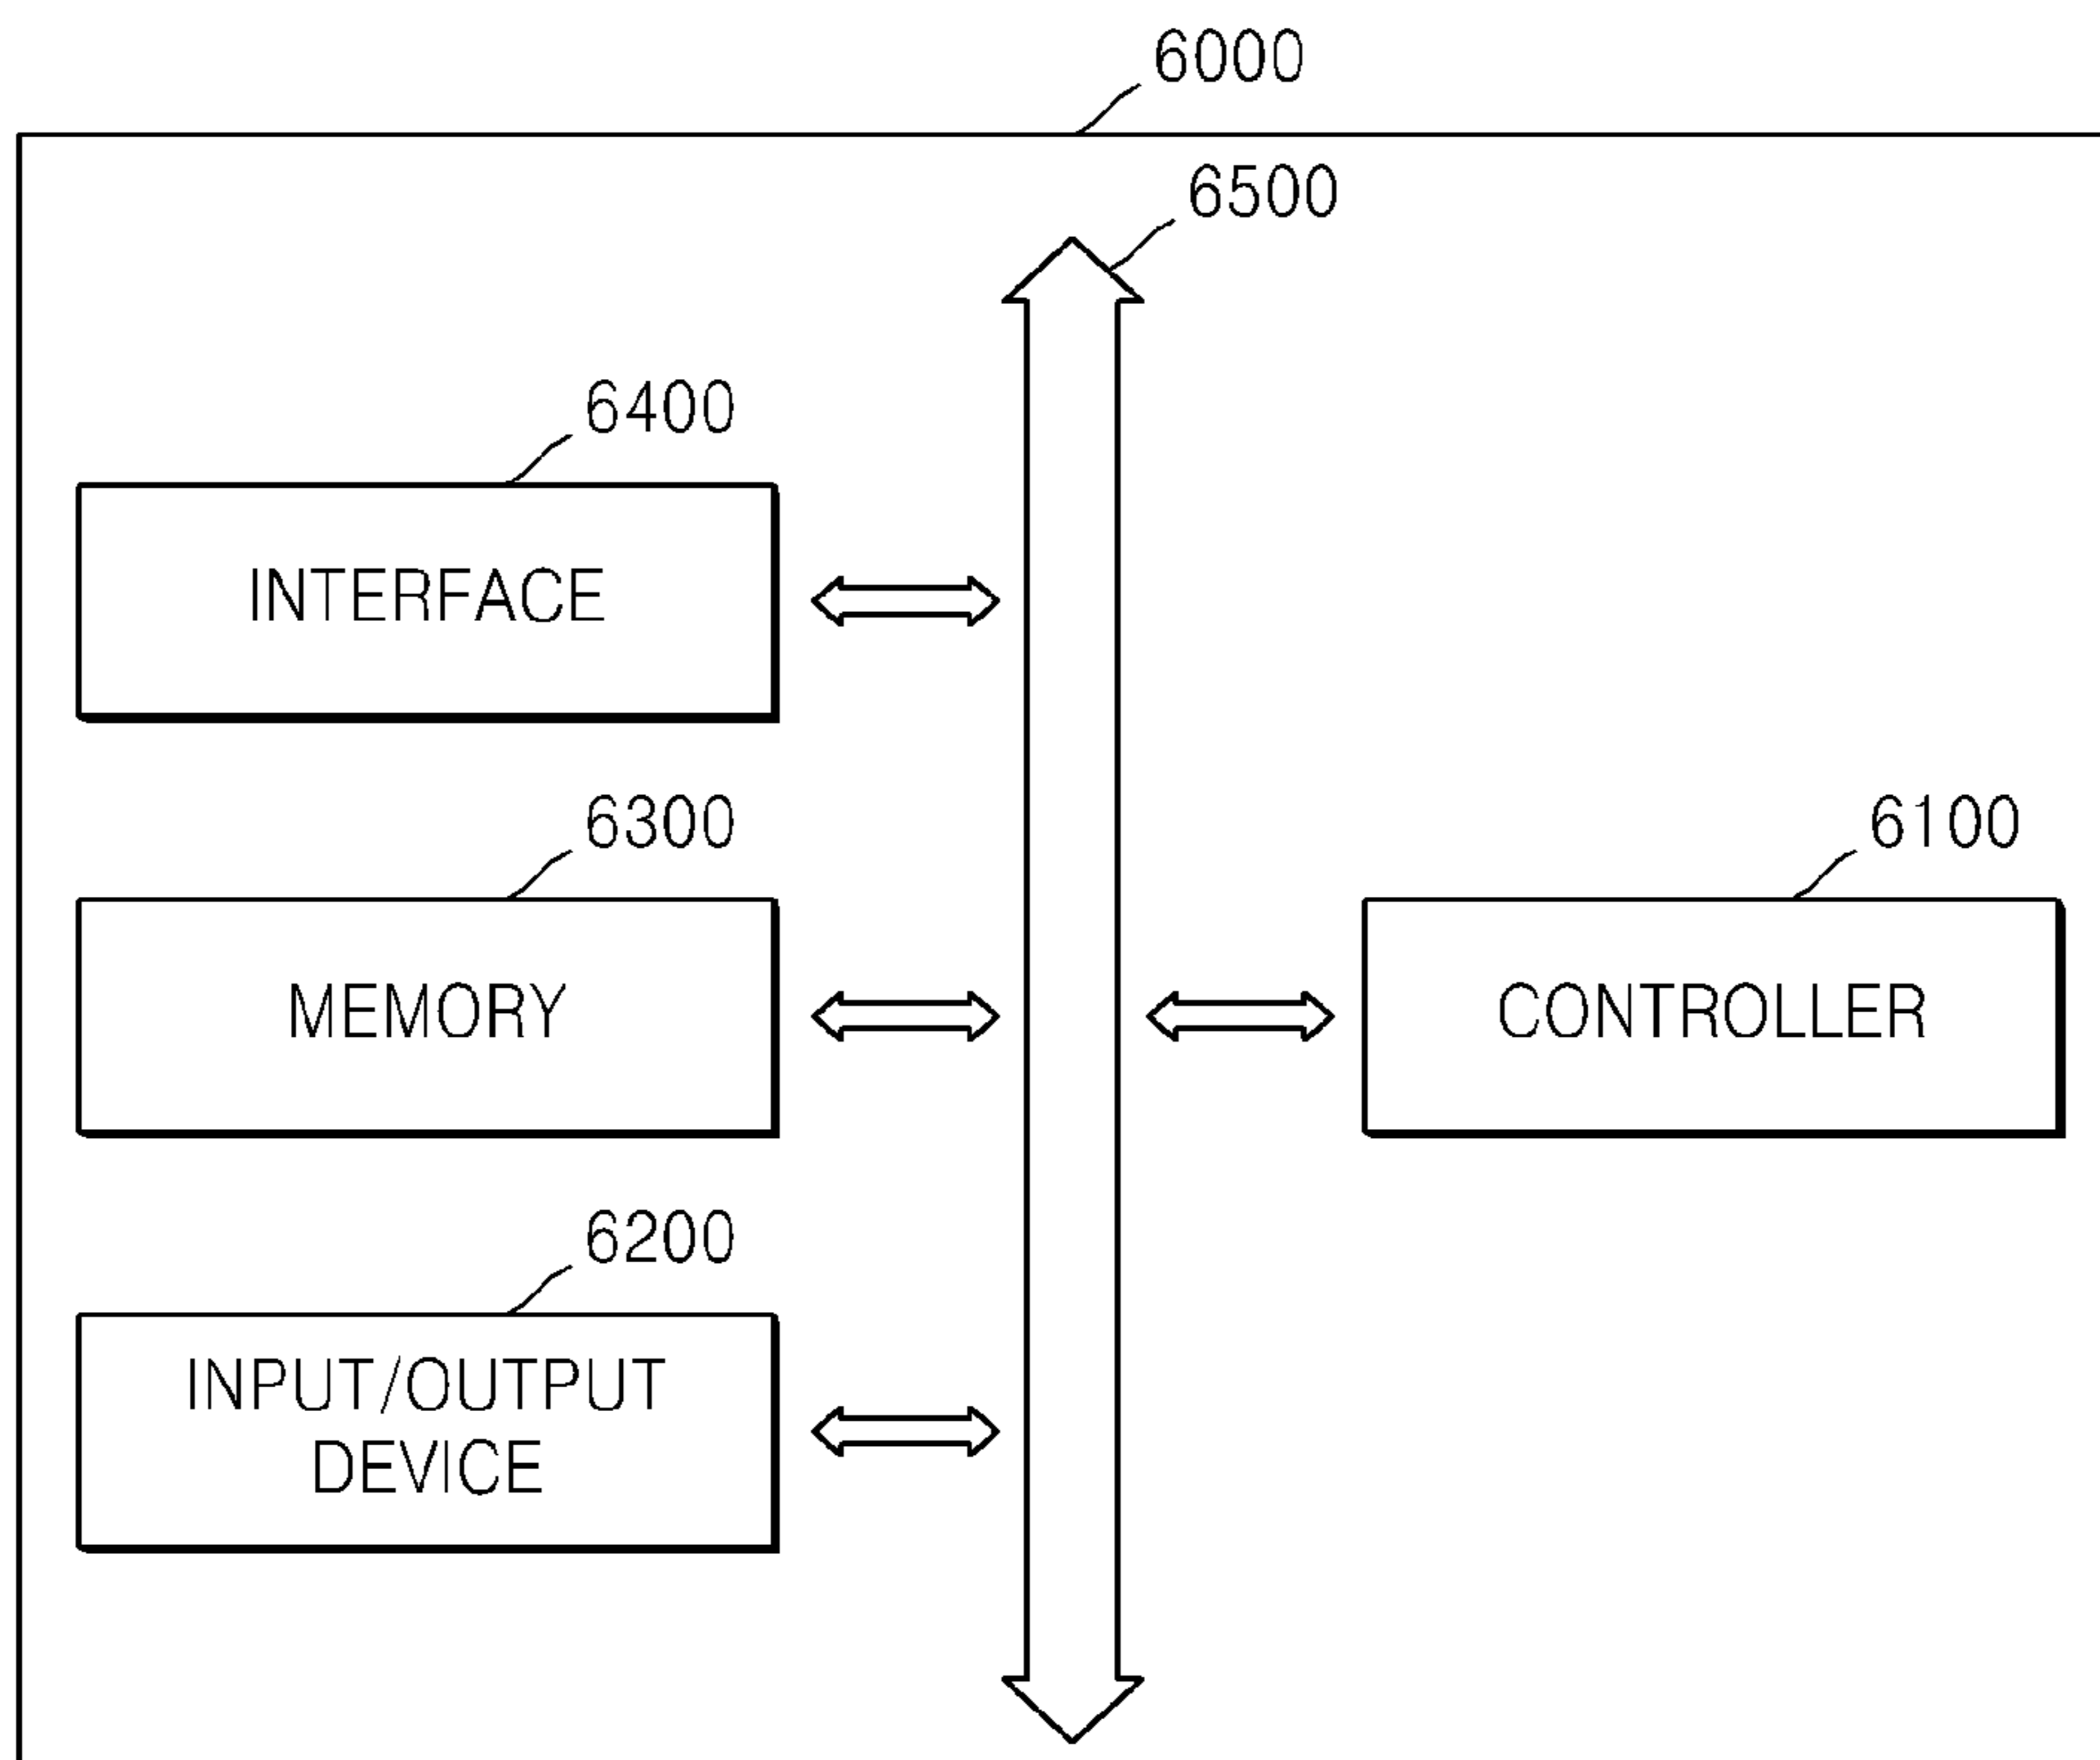 6000
6500
6400
INTERFACE
6300
MEMORY
6100
CONTROLLER
6200
INPUT/OUTPUT
DEVICE